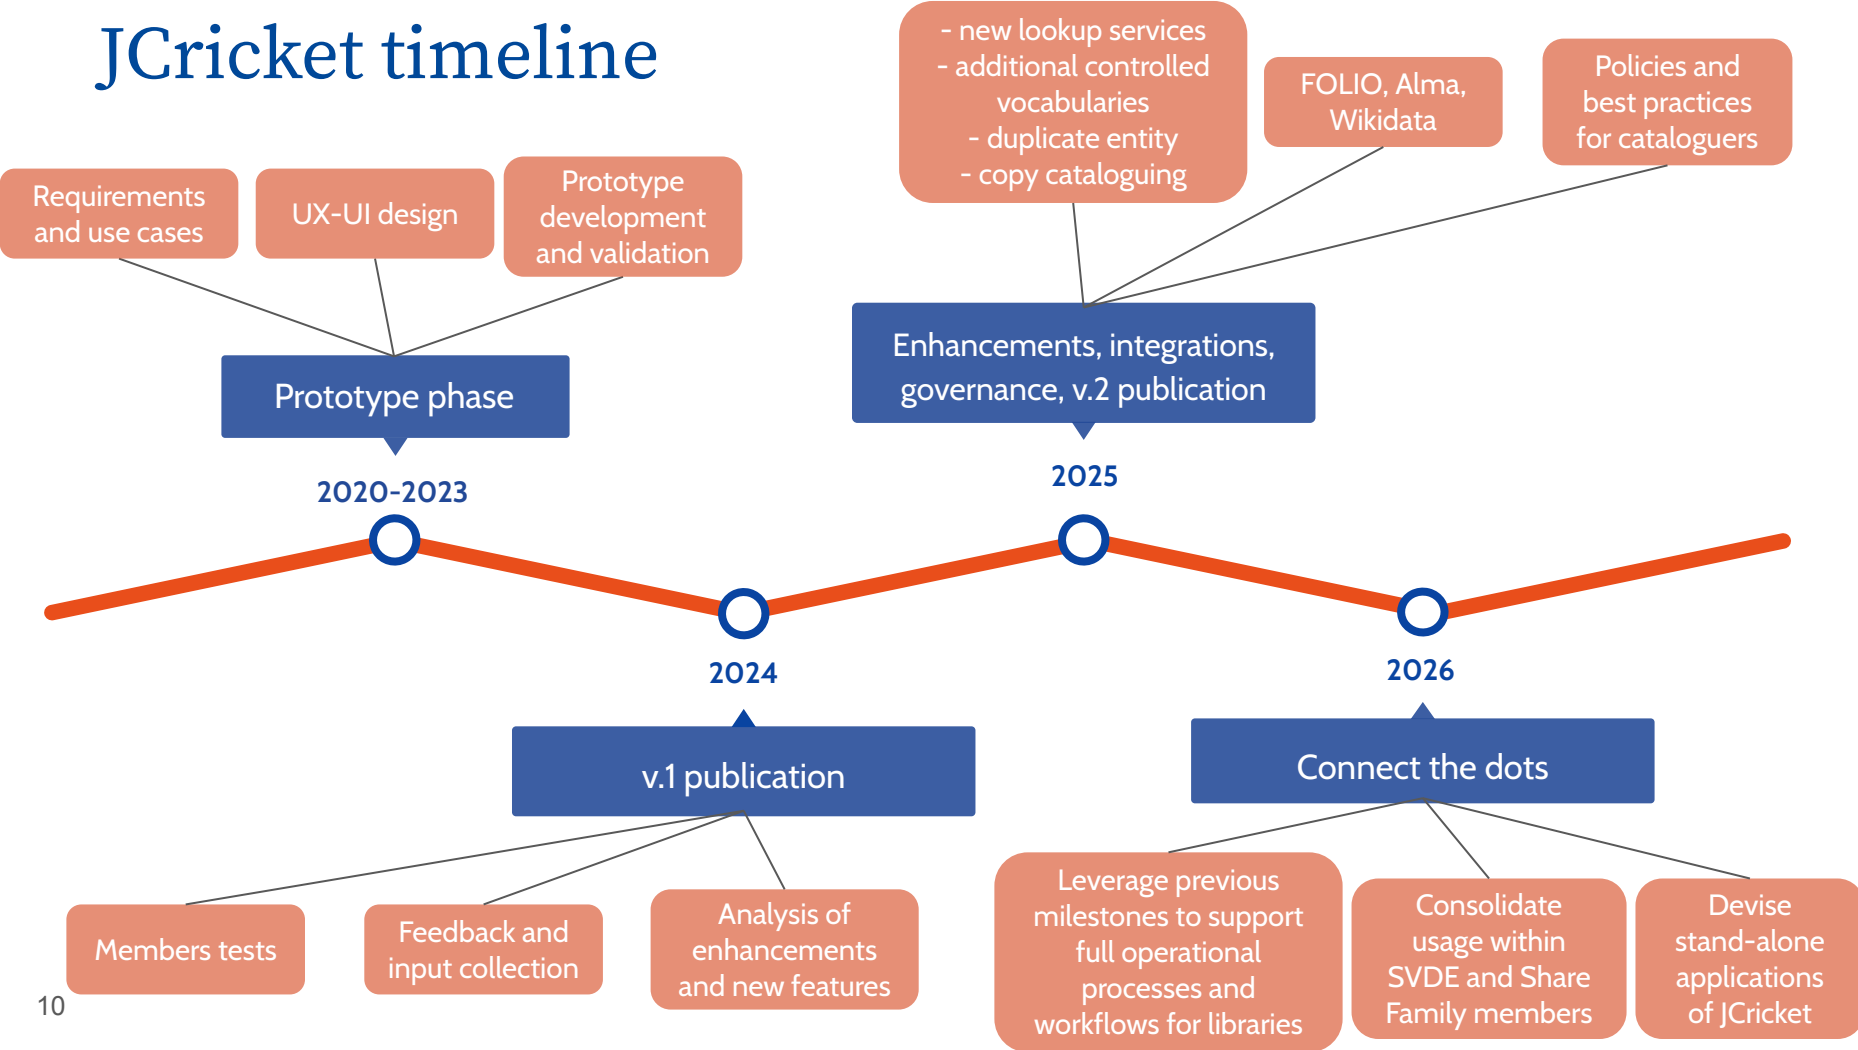 JCricket timeline
Requirements
and use cases
UX-UI design
Prototype
development
and validation
Prototype phase
2020-2023
- new lookup services
- additional controlled
vocabularies
- duplicate entity
- copy cataloguing
FOLIO, Alma,
Wikidata
Policies and
best practices
for cataloguers
Enhancements, integrations,
governance, v.2 publication
2025
2024
v.1 publication
Members tests
Feedback and
input collection
Analysis of
enhancements
and new features
2026
Connect the dots
Leverage previous
milestones to support
full operational
processes and
workflows for libraries
Consolidate
usage within
SVDE and Share
Family members
Devise
stand-alone
applications
of JCricket
10